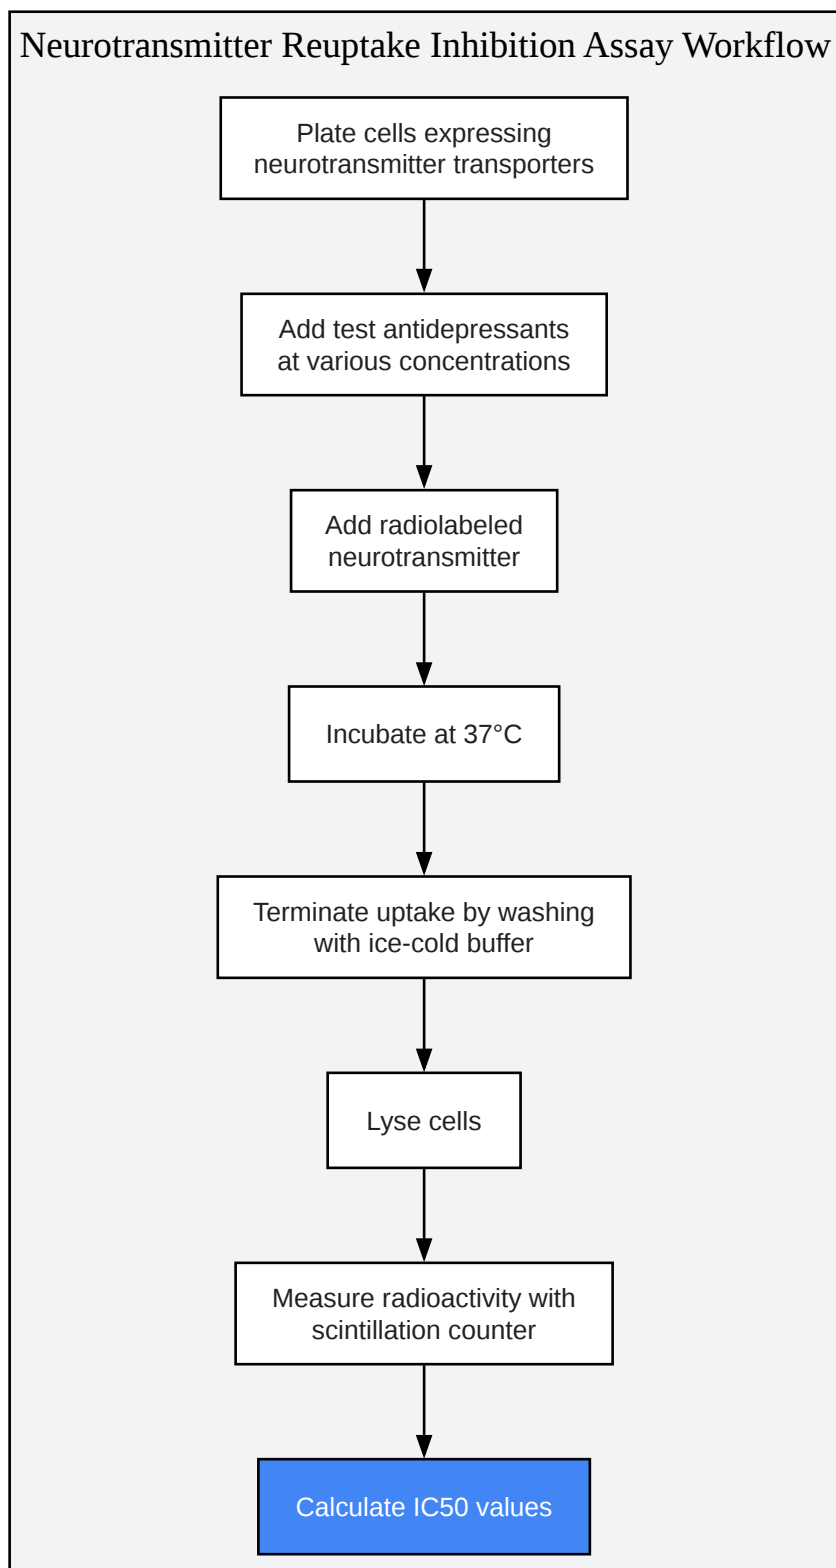 Neurotransmitter Reuptake Inhibition Assay Workflow
Plate cells expressing
neurotransmitter transporters
Add test antidepressants
at various concentrations
Add radiolabeled
neurotransmitter
Incubate at 37°C
Terminate uptake by washing
with ice-cold buffer
Lyse cells
Measure radioactivity with
scintillation counter
Calculate IC50 values